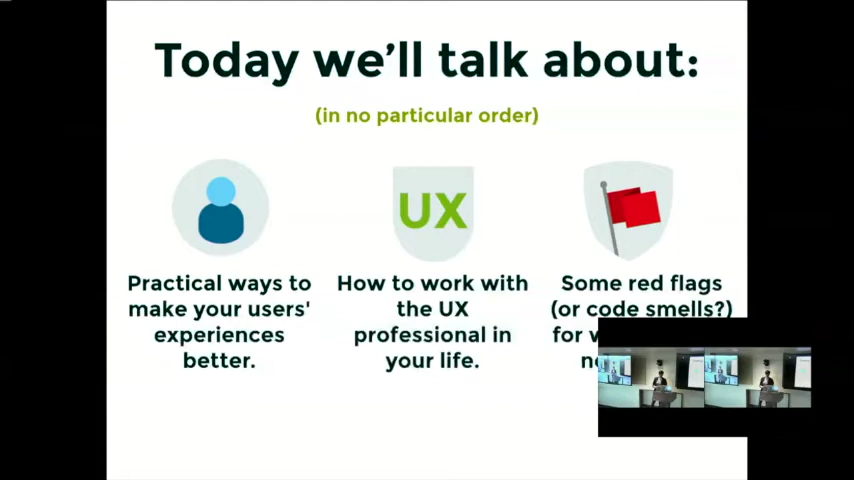 Today we'll talk about:
(in no particular order)
UX
Practical ways to
make your users'
experiences
better.
How to work with
the UX
professional in
your life.
Some red flags
(or code smells?)
for